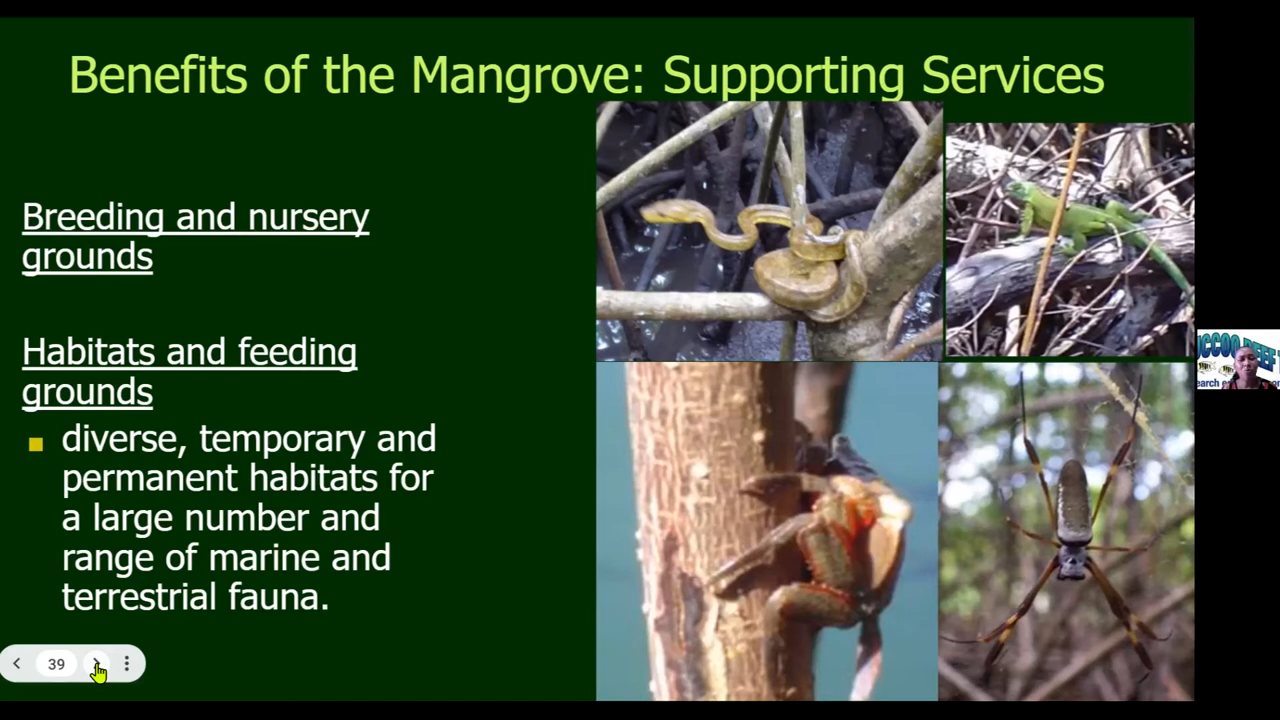 Benefits of the Mangrove: Supporting Services
Breeding and nursery
grounds
Habitats and feeding
grounds
diverse, temporary and
permanent habitats for
a large number and
range of marine and
terrestrial fauna.
39